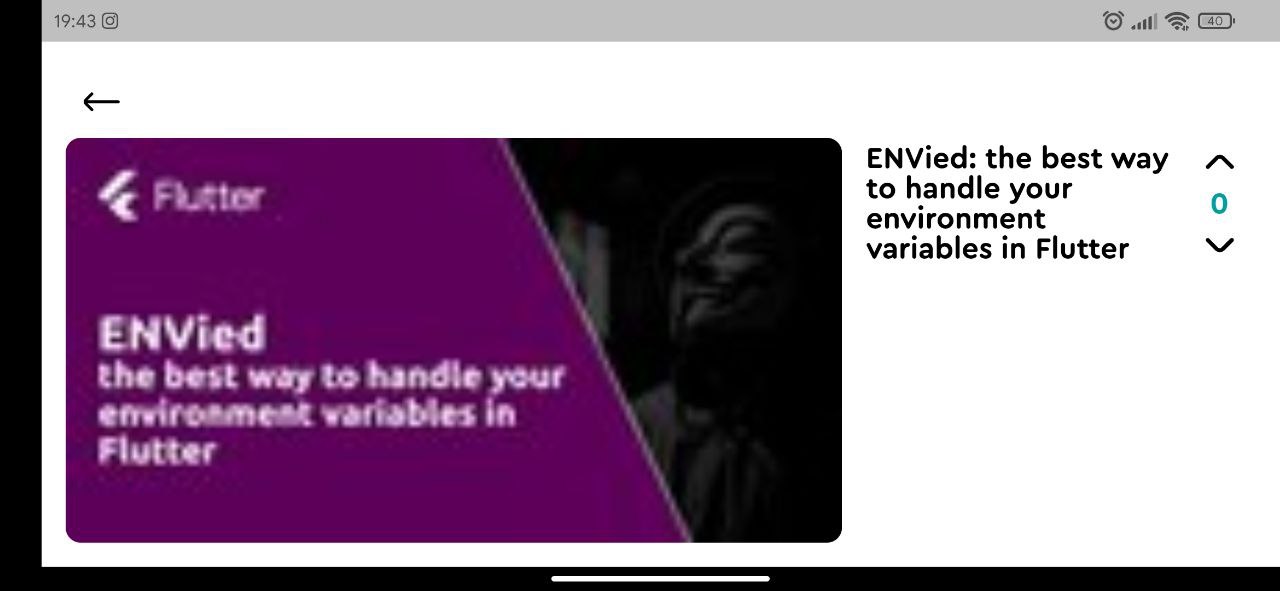 19:43
40
Flutter
ENVied
the best way to handle your
environment variables in
Flutter
ENVied: the best way
to handle your
environment
variables in Flutter
0